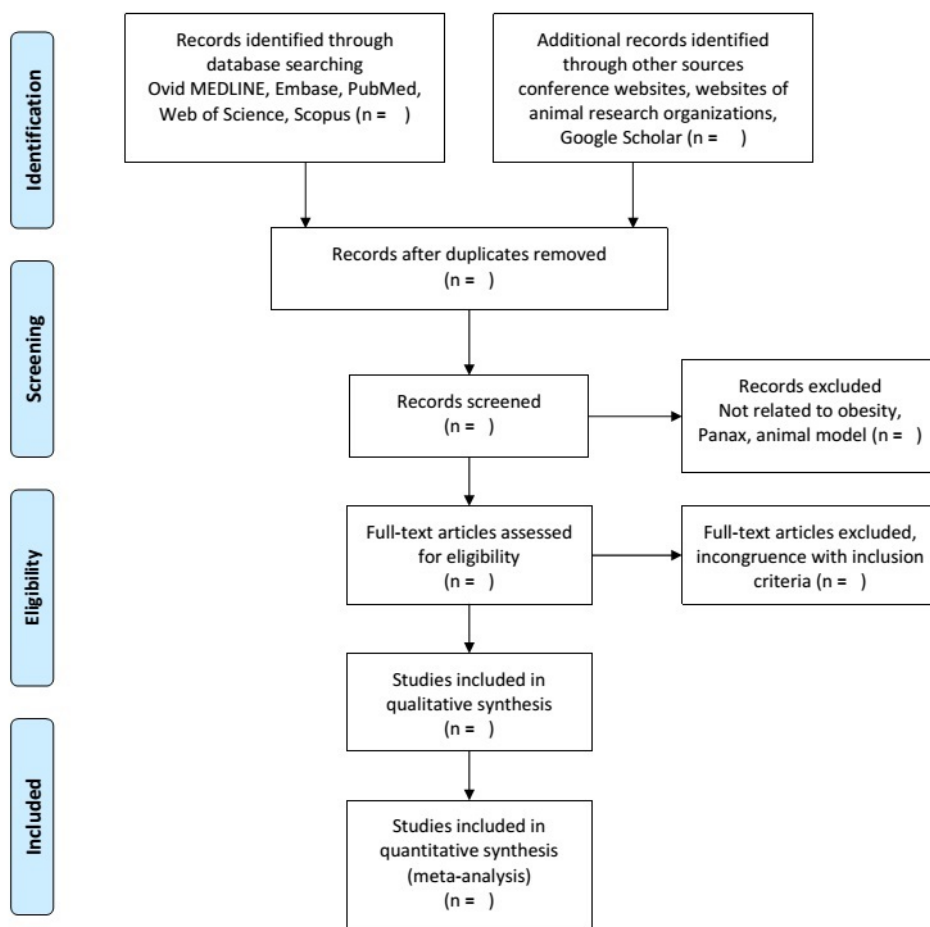 Identification
Records identified through
database searching
Ovid MEDLINE, Embase, PubMed,
Web of Science, Scopus (n =   )
Additional records identified
through other sources
conference websites, websites of
animal research organizations,
Google Scholar (n =   )
Records after duplicates removed
(n =   )
Screening
Records screened
(n =   )
Records excluded
Not related to obesity,
Panax, animal model (n =   )
Eligibility
Full-text articles assessed
for eligibility
(n =   )
Full-text articles excluded,
incongruence with inclusion
criteria (n =   )
Studies included in
qualitative synthesis
(n =   )
Included
Studies included in
quantitative synthesis
(meta-analysis)
(n =   )